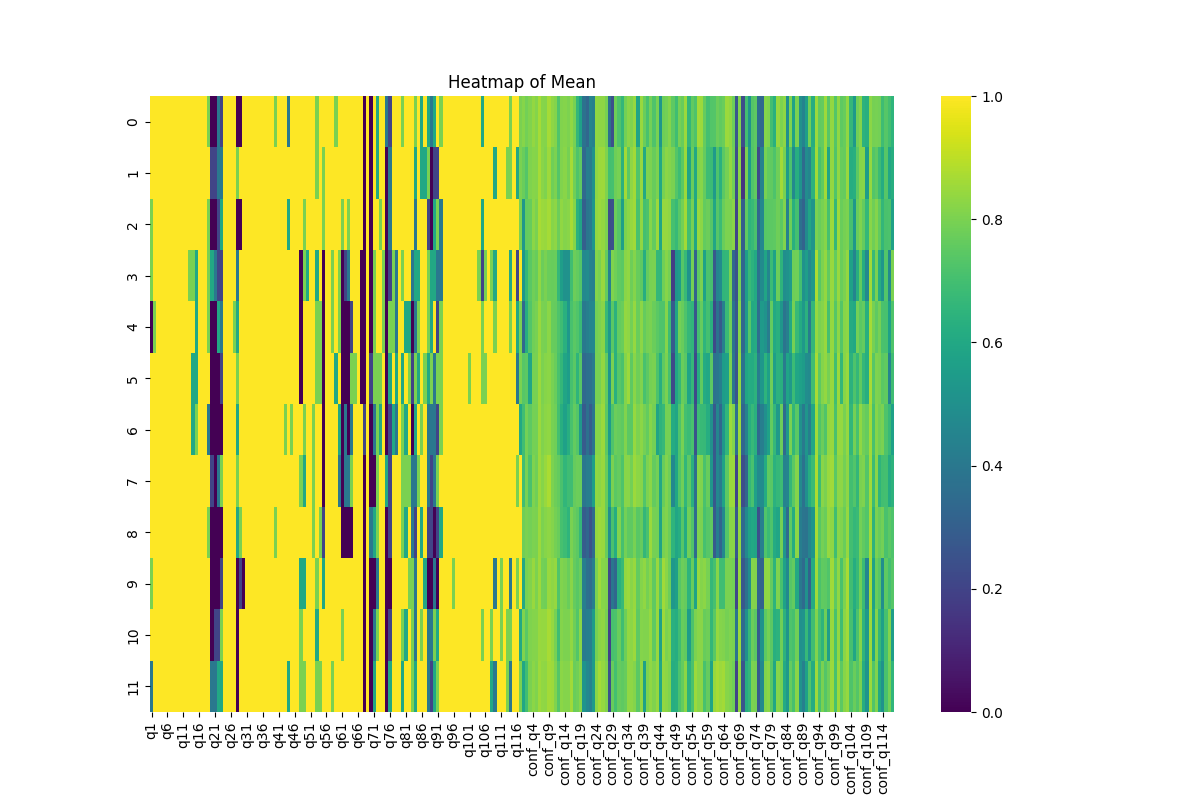 Heatmap of Mean
0
1
2
3
4
5
6
7
8
9
10
11
q1
q6
q11
q16
q21
q26
q31
q36
q41
q46
q51
q56
q61
q66
q71
q76
q81
q86
q91
q96
q101
q106
q111
q116
conf_q4
conf_q9
conf_q14
conf_q19
conf_q24
conf_q29
conf_q34
conf_q39
conf_q44
conf_q49
conf_q54
conf_q59
conf_q64
conf_q69
conf_q74
conf_q79
conf_q84
conf_q89
conf_q94
conf_q99
conf_q104
conf_q109
conf_q114
1.0
0.8
0.6
0.4
0.2
0.0